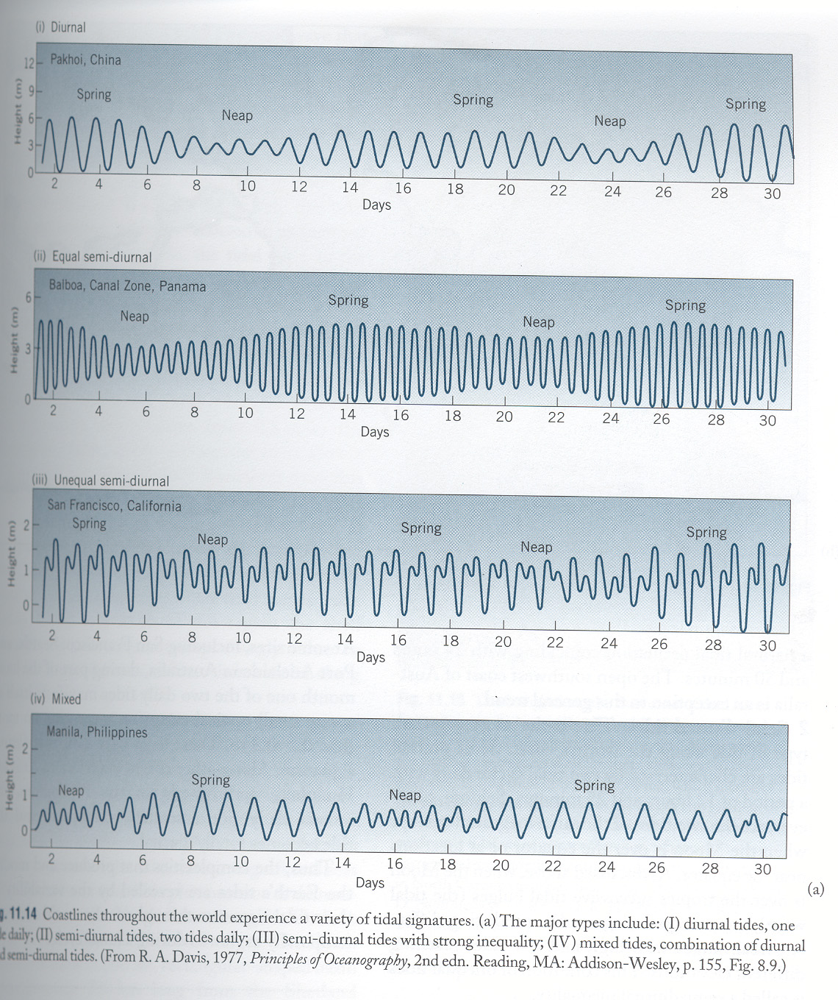 (i) Diurnal
Pakhoi, China
Spring
Neap
Spring
Neap
Spring
Height (m)
12
9
6
3
0
2 4 6 8 10 12 14 16 18 20 22 24 26 28 30
Days
(ii) Equal semi-diurnal
Balboa, Canal Zone, Panama
Neap
Spring
Neap
Spring
Height (m)
6
3
0
2 4 6 8 10 12 14 16 18 20 22 24 26 28 30
Days
(iii) Unequal semi-diurnal
San Francisco, California
Spring
Neap
Spring
Neap
Spring
Height (m)
2
1
0
2 4 6 8 10 12 14 16 18 20 22 24 26 28 30
Days
(iv) Mixed
Manila, Philippines
Neap
Spring
Neap
Spring
Height (m)
2
1
0
2 4 6 8 10 12 14 16 18 20 22 24 26 28 30
Days
(a)
g. 11.14 Coastlines throughout the world experience a variety of tidal signatures. (a) The major types include: (I) diurnal tides, one
daily; (II) semi-diurnal tides, two tides daily; (III) semi-diurnal tides with strong inequality; (IV) mixed tides, combination of diurnal
d semi-diurnal tides. (From R. A. Davis, 1977, Principles of Oceanography, 2nd edn. Reading, MA: Addison-Wesley, p. 155, Fig. 8.9.)